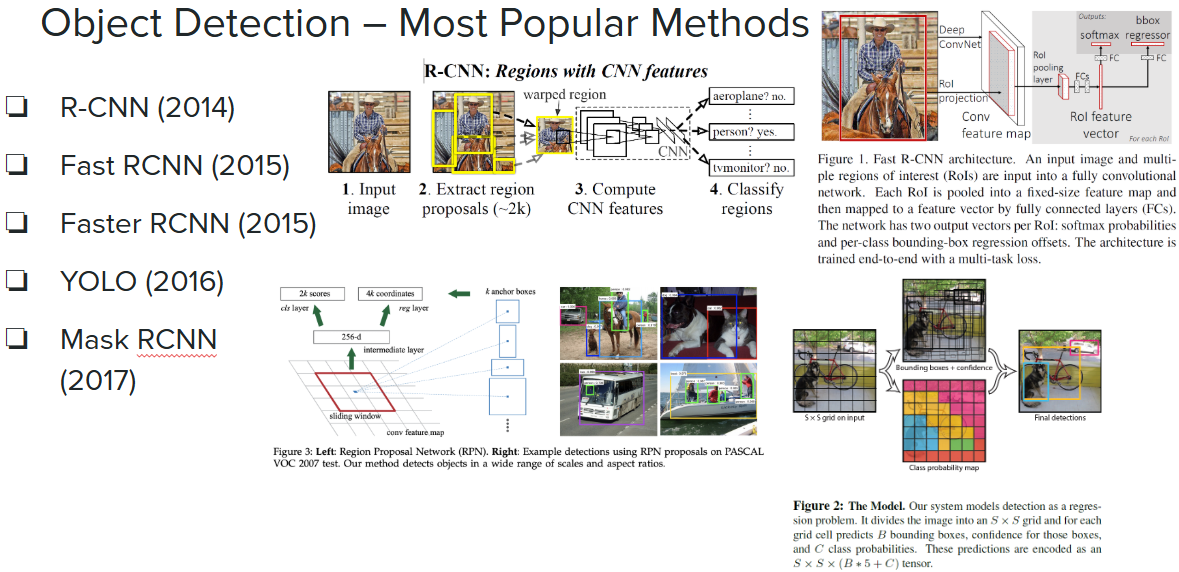 Object Detection – Most Popular Methods
R-CNN (2014)
Fast RCNN (2015)
Faster RCNN (2015)
YOLO (2016)
Mask RCNN
(2017)
R-CNN: Regions with CNN features
warped region
aeroplane? no.
person? yes.
tvmonitor? no.
CNN
1. Input
image
2. Extract region
proposals (~2k)
3. Compute
CNN features
4. Classify
regions
Outputs:
bbox
softmax regressor
Deep
ConvNet
RoI
pooling
layer
FCs
FC
FC
RoI
projection
Conv
feature map
RoI feature
vector
For each RoI
Figure 1. Fast R-CNN architecture. An input image and multi-
ple regions of interest (RoIs) are input into a fully convolutional
network. Each RoI is pooled into a fixed-size feature map and
then mapped to a feature vector by fully connected layers (FCs).
The network has two output vectors per RoI: softmax probabilities
and per-class bounding-box regression offsets. The architecture is
trained end-to-end with a multi-task loss.
2k scores
4k coordinates
k anchor boxes
cls layer
reg layer
256-d
intermediate layer
sliding window
conv feature map
Figure 3: Left: Region Proposal Network (RPN). Right: Example detections using RPN proposals on PASCAL
VOC 2007 test. Our method detects objects in a wide range of scales and aspect ratios.
S × S grid on input
Bounding boxes + confidence
Class probability map
Final detections
Figure 2: The Model. Our system models detection as a regres-
sion problem. It divides the image into an S × S grid and for each
grid cell predicts B bounding boxes, confidence for those boxes,
and C class probabilities. These predictions are encoded as an
S × S × (B ∗ 5 + C) tensor.